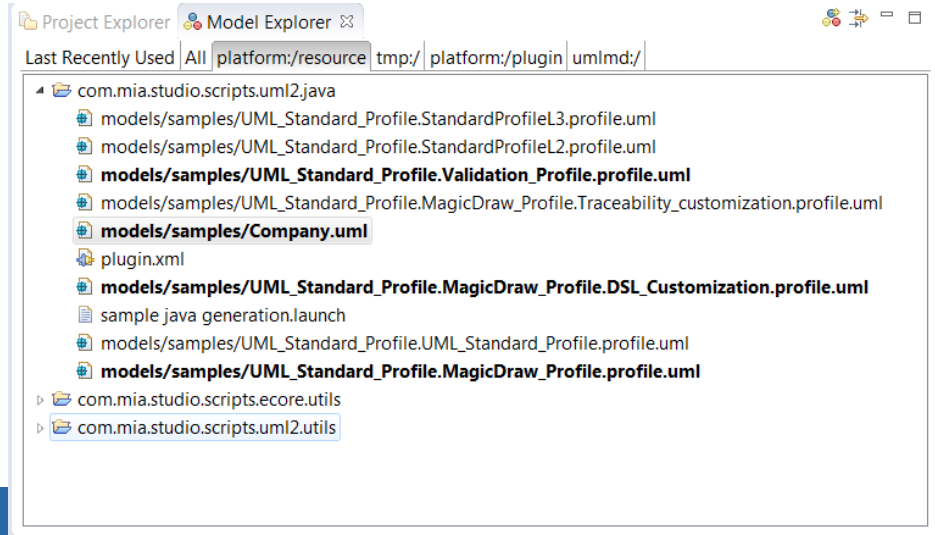 Project Explorer Model Explorer
Last Recently Used All platform:/resource tmp:/ platform:/plugin umlmd:/
com.mia.studio.scripts.uml2.java
models/samples/UML_Standard_Profile.StandardProfileL3.profile.uml
models/samples/UML_Standard_Profile.StandardProfileL2.profile.uml
models/samples/UML_Standard_Profile.Validation_Profile.profile.uml
models/samples/UML_Standard_Profile.MagicDraw_Profile.Traceability_customization.profile.uml
models/samples/Company.uml
plugin.xml
models/samples/UML_Standard_Profile.MagicDraw_Profile.DSL_Customization.profile.uml
sample java generation.launch
models/samples/UML_Standard_Profile.UML_Standard_Profile.profile.uml
models/samples/UML_Standard_Profile.MagicDraw_Profile.profile.uml
com.mia.studio.scripts.ecore.utils
com.mia.studio.scripts.uml2.utils